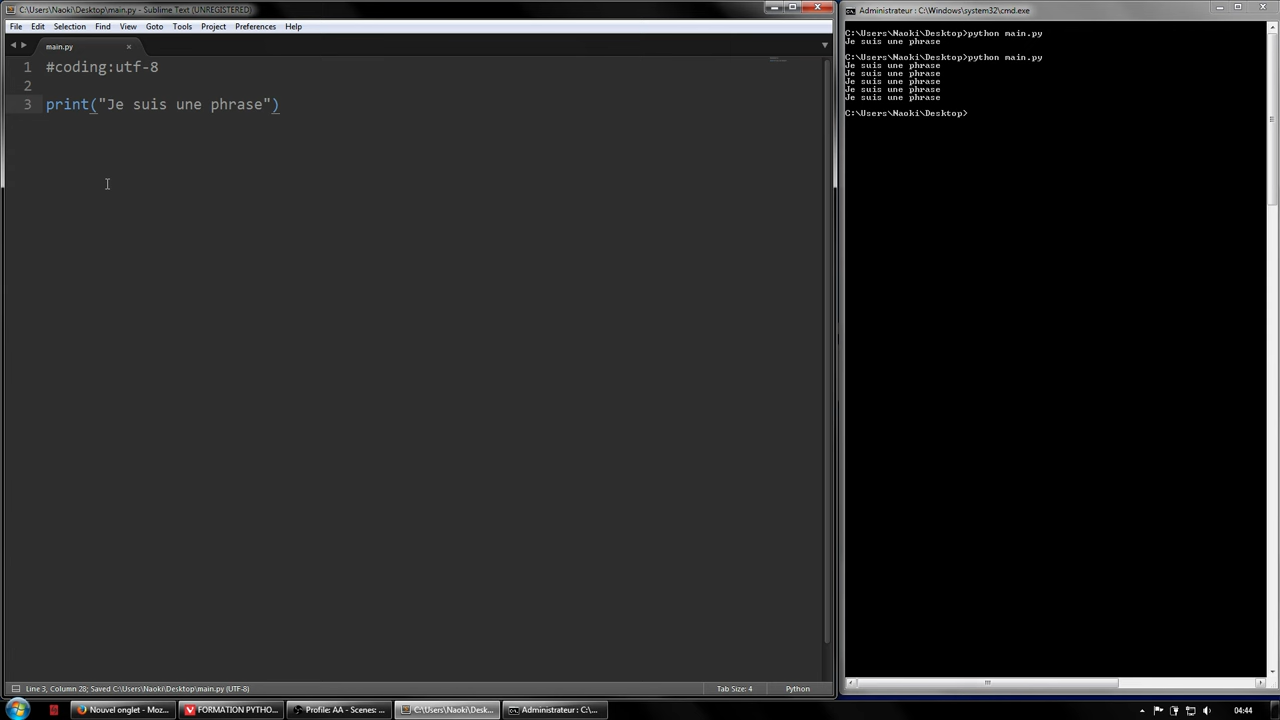 C:\Users\Naoki\Desktop\main.py - Sublime Text (UNREGISTERED)
File Edit Selection Find View Goto Tools Project Preferences Help
main.py
1 #coding:utf-8
2
3 print("Je suis une phrase")
Line 3, Column 28; Saved C:\Users\Naoki\Desktop\main.py (UTF-8)
Tab Size: 4
Python
Administrateur : C:\Windows\system32\cmd.exe
C:\Users\Naoki\Desktop>python main.py
Je suis une phrase
C:\Users\Naoki\Desktop>python main.py
Je suis une phrase
Je suis une phrase
Je suis une phrase
Je suis une phrase
Je suis une phrase
C:\Users\Naoki\Desktop>
Nouvel onglet - Moz...
FORMATION PYTHO...
Profile: AA - Scenes: ...
C:\Users\Naoki\Desk...
Administrateur : C:\...
04:44